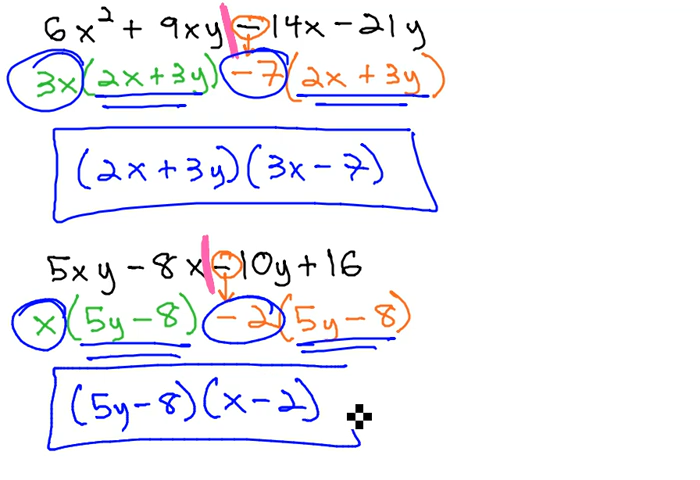 6x² + 9xy - 14x - 21y
3x(2x+3y) -7(2x+3y)
(2x+3y)(3x-7)
5xy - 8x - 10y + 16
x(5y-8) -2(5y-8)
(5y-8)(x-2)